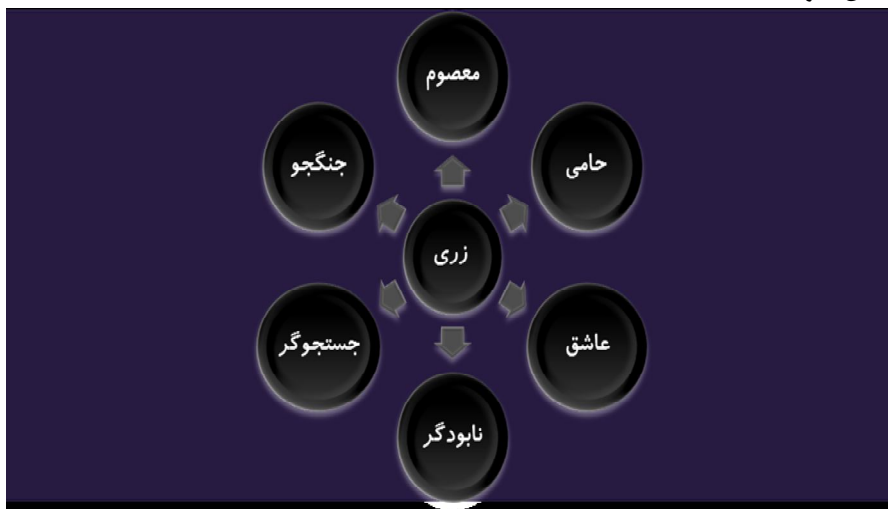 معصوم
حامی
جنگجو
زری
عاشق
جستجوگر
نابودگر